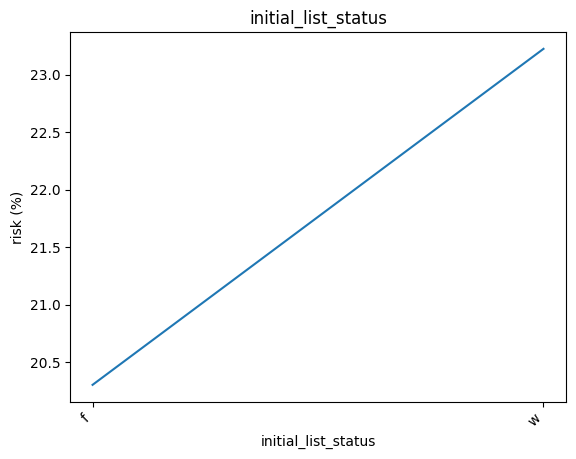 initial_list_status
risk (%)
23.0
22.5
22.0
21.5
21.0
20.5
f
w
initial_list_status